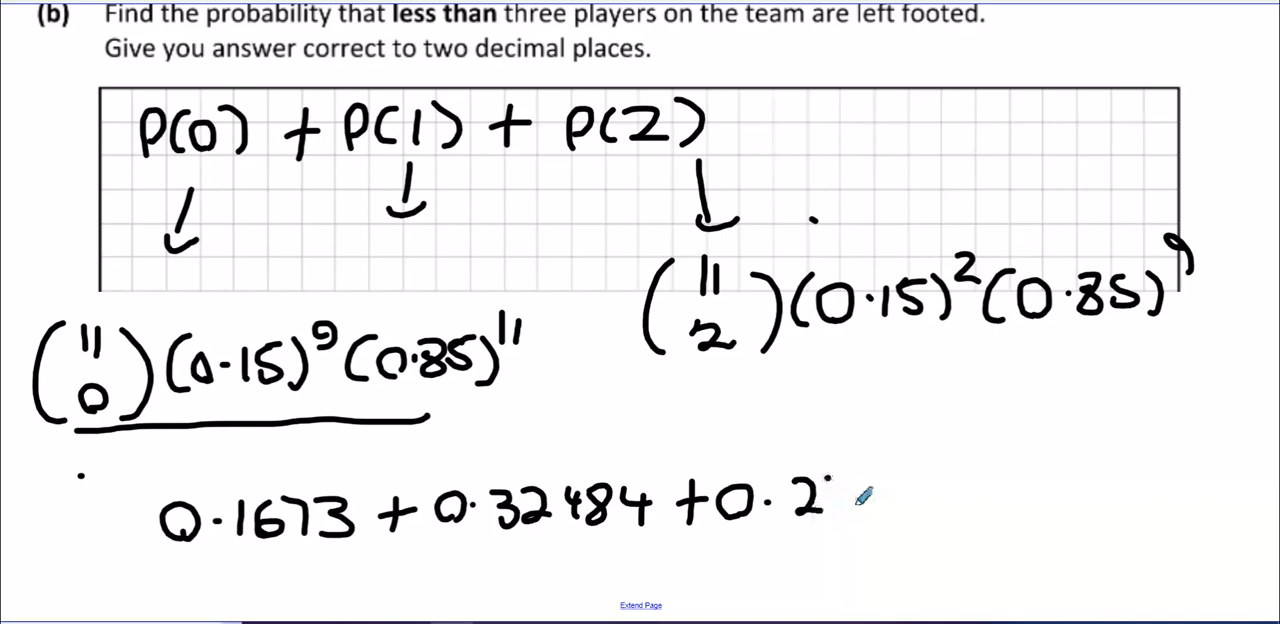 (b) Find the probability that less than three players on the team are left footed.
Give you answer correct to two decimal places.
P(0) + P(1) + P(2)
(11 2)(0.15)^2(0.85)^9
(11 0)(0.15)^0(0.85)^11
0.1673 + 0.32484 + 0.2
Extend Page